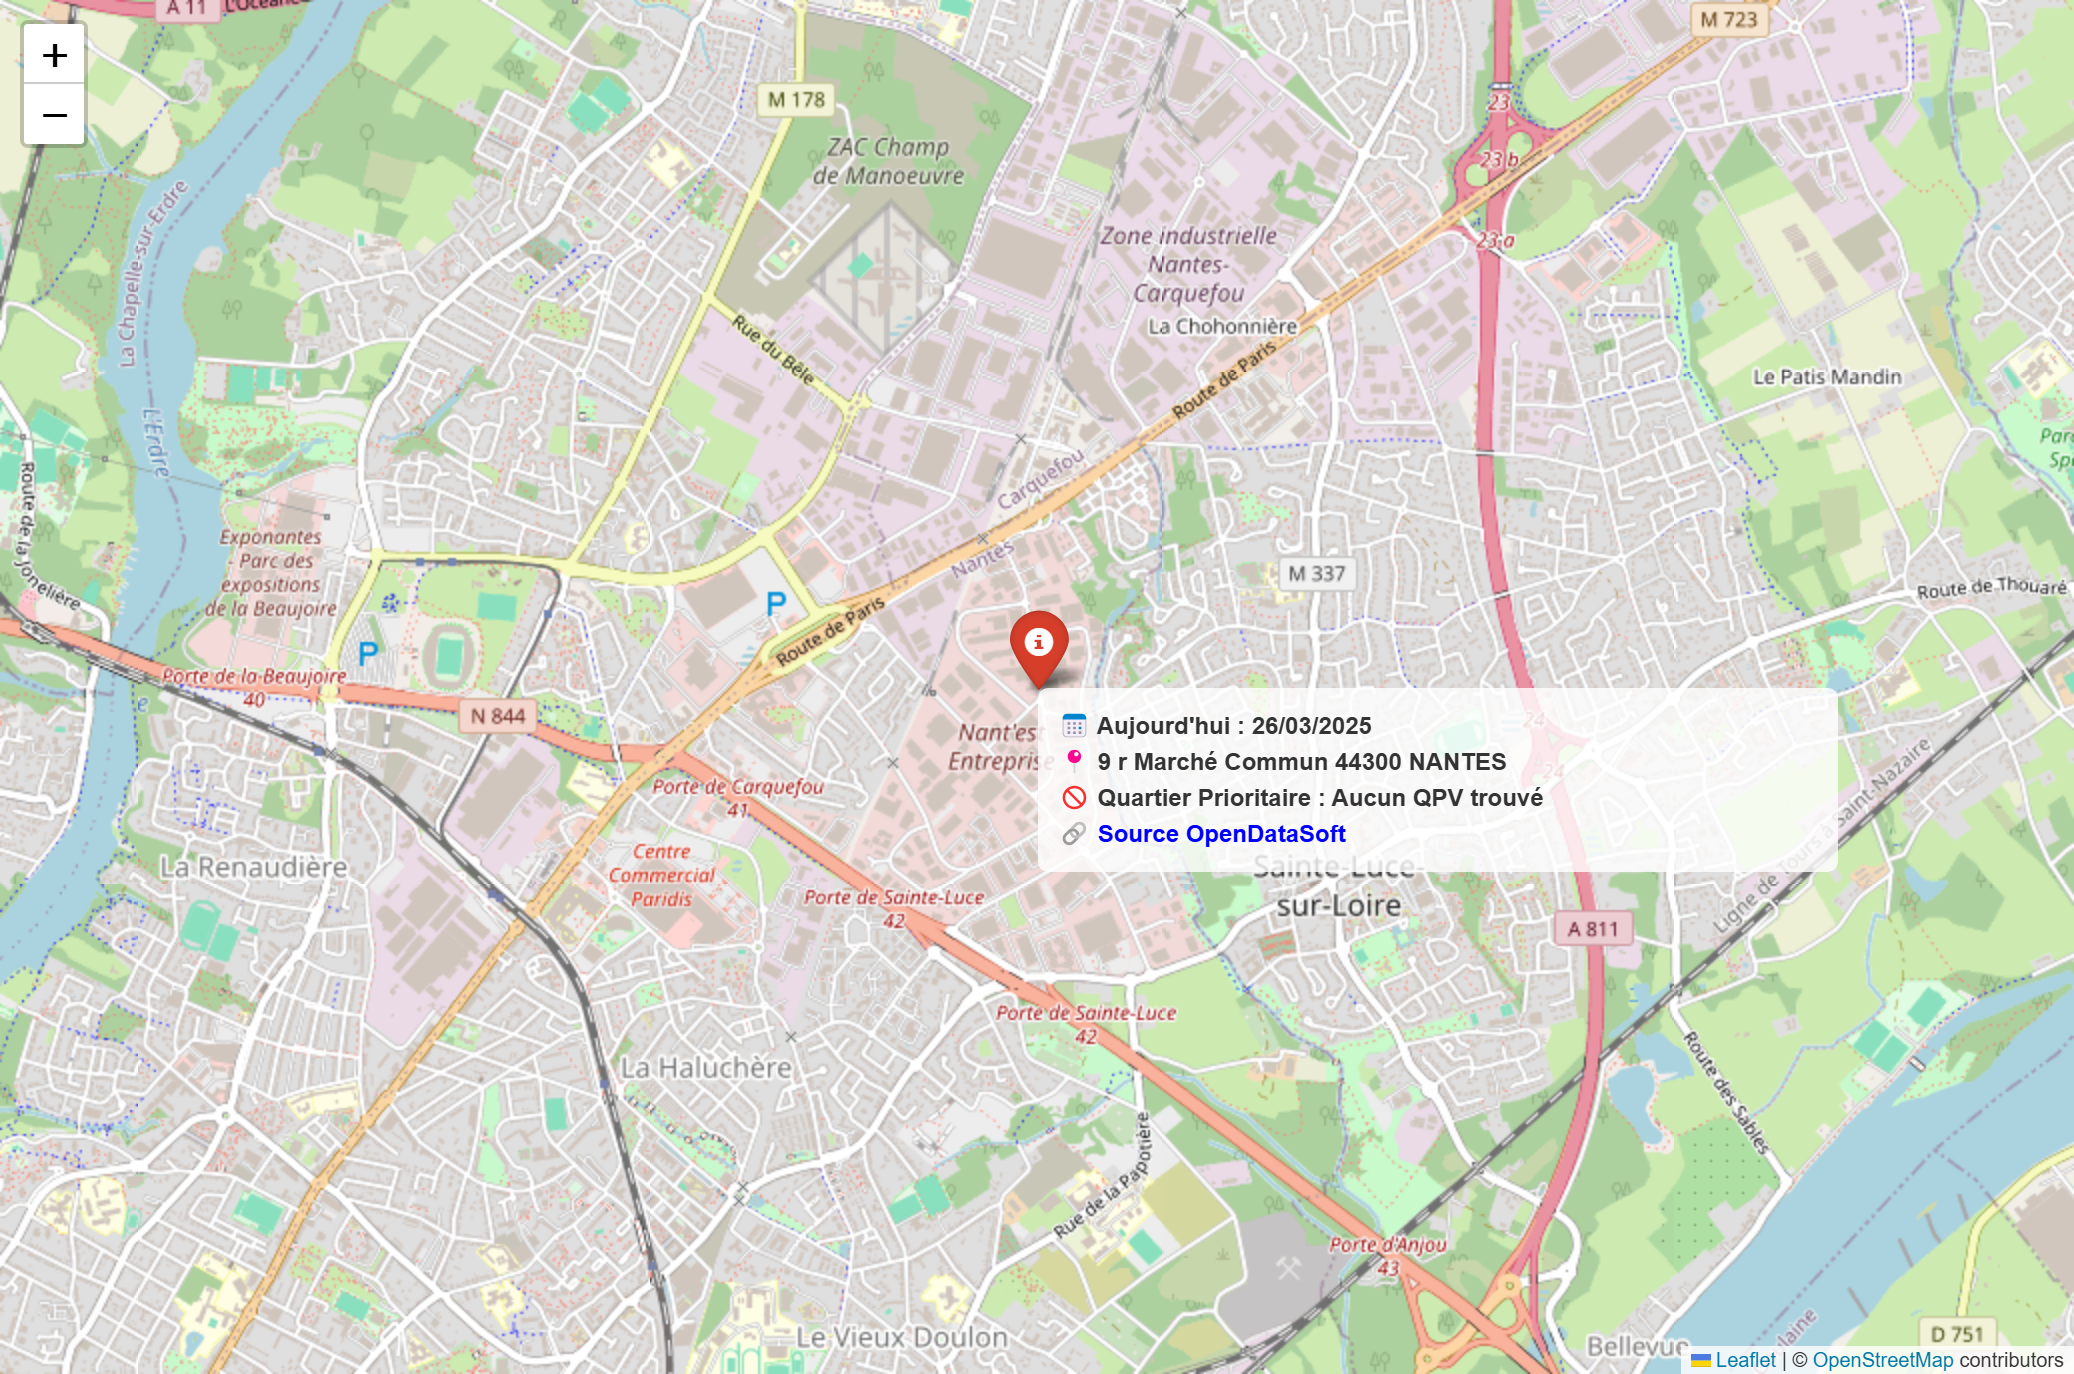 A 11
L'Océane
M 723
+
−
M 178
23
ZAC Champ
de Manoeuvre
23 b
La Chapelle-sur-Erdre
Zone industrielle
Nantes-
Carquefou
23 a
La Chohonnière
Rue du Bêle
Route de Paris
Le Patis Mandin
L'Erdre
Carquefou
Route de la Jonelière
Exponantes
- Parc des
expositions
de la Beaujoire
Nantes
M 337
Route de Thouaré
P
Route de Paris
P
Porte de la Beaujoire
40
N 844
Nant'est
Entreprise
Aujourd'hui : 26/03/2025
9 r Marché Commun 44300 NANTES
Quartier Prioritaire : Aucun QPV trouvé
Source OpenDataSoft
24
24
Porte de Carquefou
41
Ligne de Tours à Saint-Nazaire
La Renaudière
Centre
Commercial
Paridis
Porte de Sainte-Luce
42
Sainte-Luce-
sur-Loire
A 811
Porte de Sainte-Luce
42
La Haluchère
Route des Sables
Rue de la Papotière
Porte d'Anjou
43
Le Vieux Doulon
Bellevue
D 751
Leaflet | © OpenStreetMap contributors